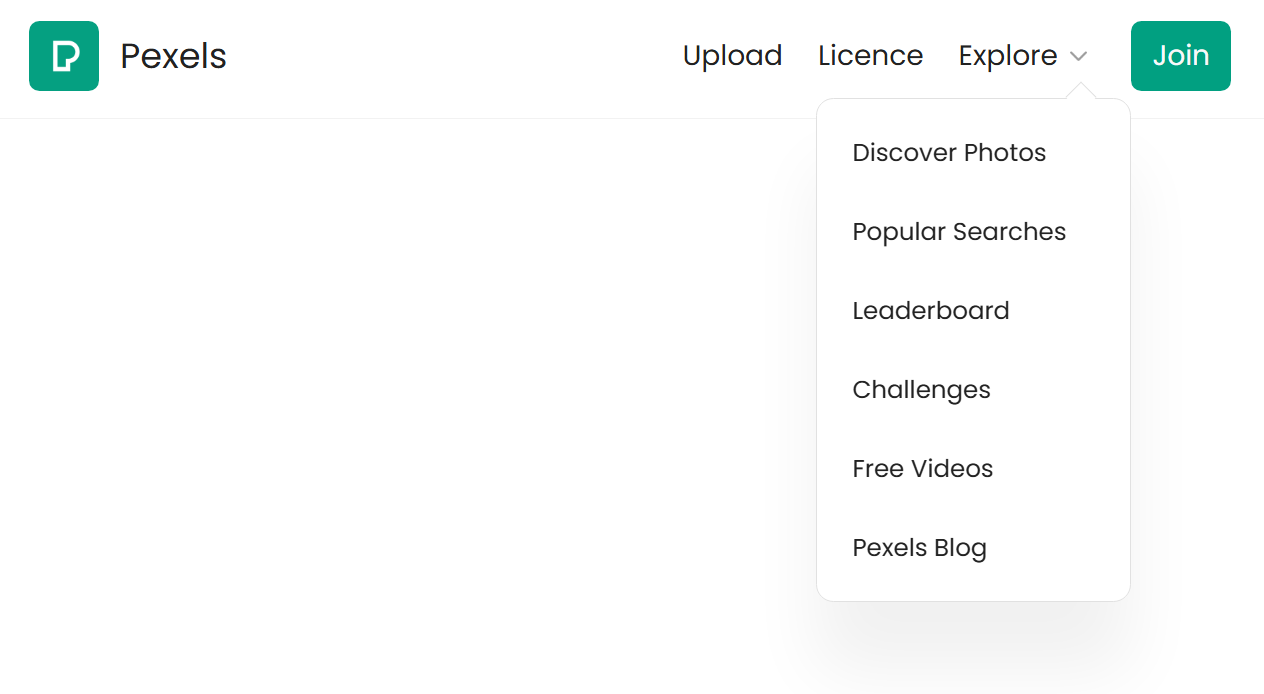 Pexels
Upload Licence Explore Join
Discover Photos
Popular Searches
Leaderboard
Challenges
Free Videos
Pexels Blog